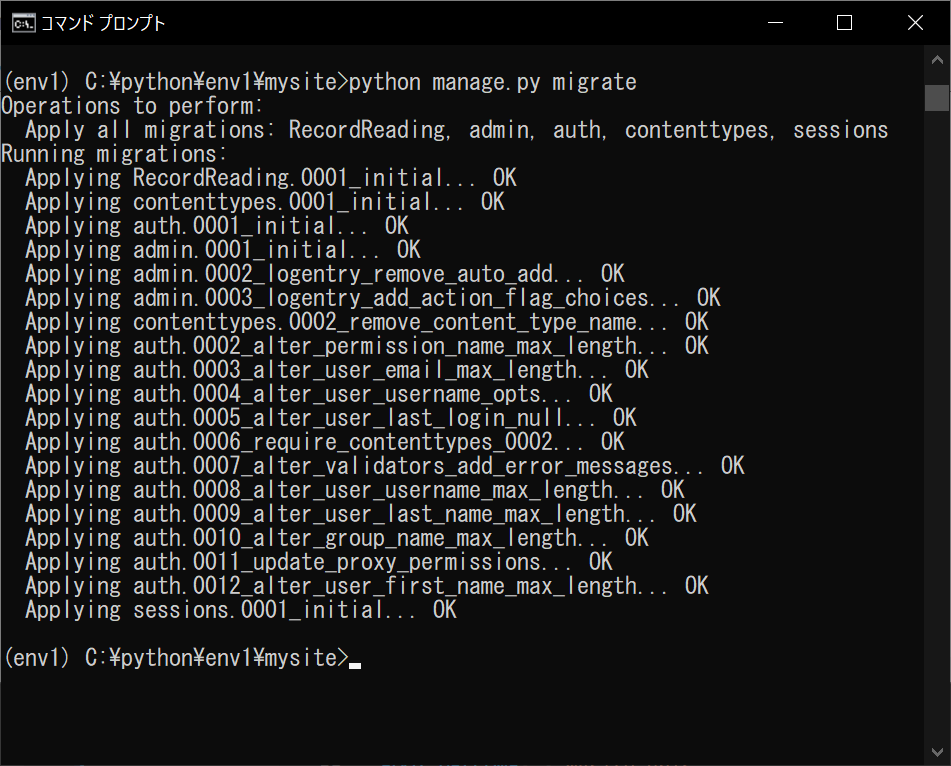 コマンド プロンプト
(env1) C:¥python¥env1¥mysite>python manage.py migrate
Operations to perform:
  Apply all migrations: RecordReading, admin, auth, contenttypes, sessions
Running migrations:
  Applying RecordReading.0001_initial... OK
  Applying contenttypes.0001_initial... OK
  Applying auth.0001_initial... OK
  Applying admin.0001_initial... OK
  Applying admin.0002_logentry_remove_auto_add... OK
  Applying admin.0003_logentry_add_action_flag_choices... OK
  Applying contenttypes.0002_remove_content_type_name... OK
  Applying auth.0002_alter_permission_name_max_length... OK
  Applying auth.0003_alter_user_email_max_length... OK
  Applying auth.0004_alter_user_username_opts... OK
  Applying auth.0005_alter_user_last_login_null... OK
  Applying auth.0006_require_contenttypes_0002... OK
  Applying auth.0007_alter_validators_add_error_messages... OK
  Applying auth.0008_alter_user_username_max_length... OK
  Applying auth.0009_alter_user_last_name_max_length... OK
  Applying auth.0010_alter_group_name_max_length... OK
  Applying auth.0011_update_proxy_permissions... OK
  Applying auth.0012_alter_user_first_name_max_length... OK
  Applying sessions.0001_initial... OK
(env1) C:¥python¥env1¥mysite>